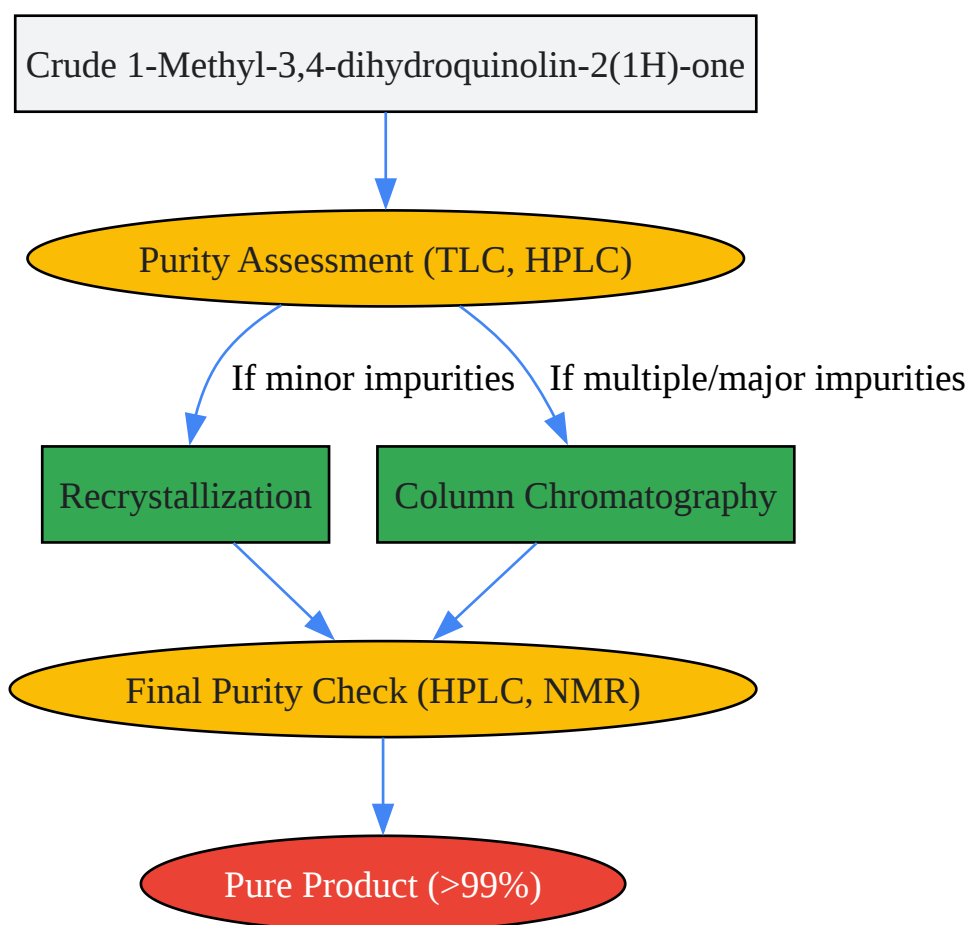 Crude 1-Methyl-3,4-dihydroquinolin-2(1H)-one
Purity Assessment (TLC, HPLC)
If minor impurities
If multiple/major impurities
Recrystallization
Column Chromatography
Final Purity Check (HPLC, NMR)
Pure Product (>99%)